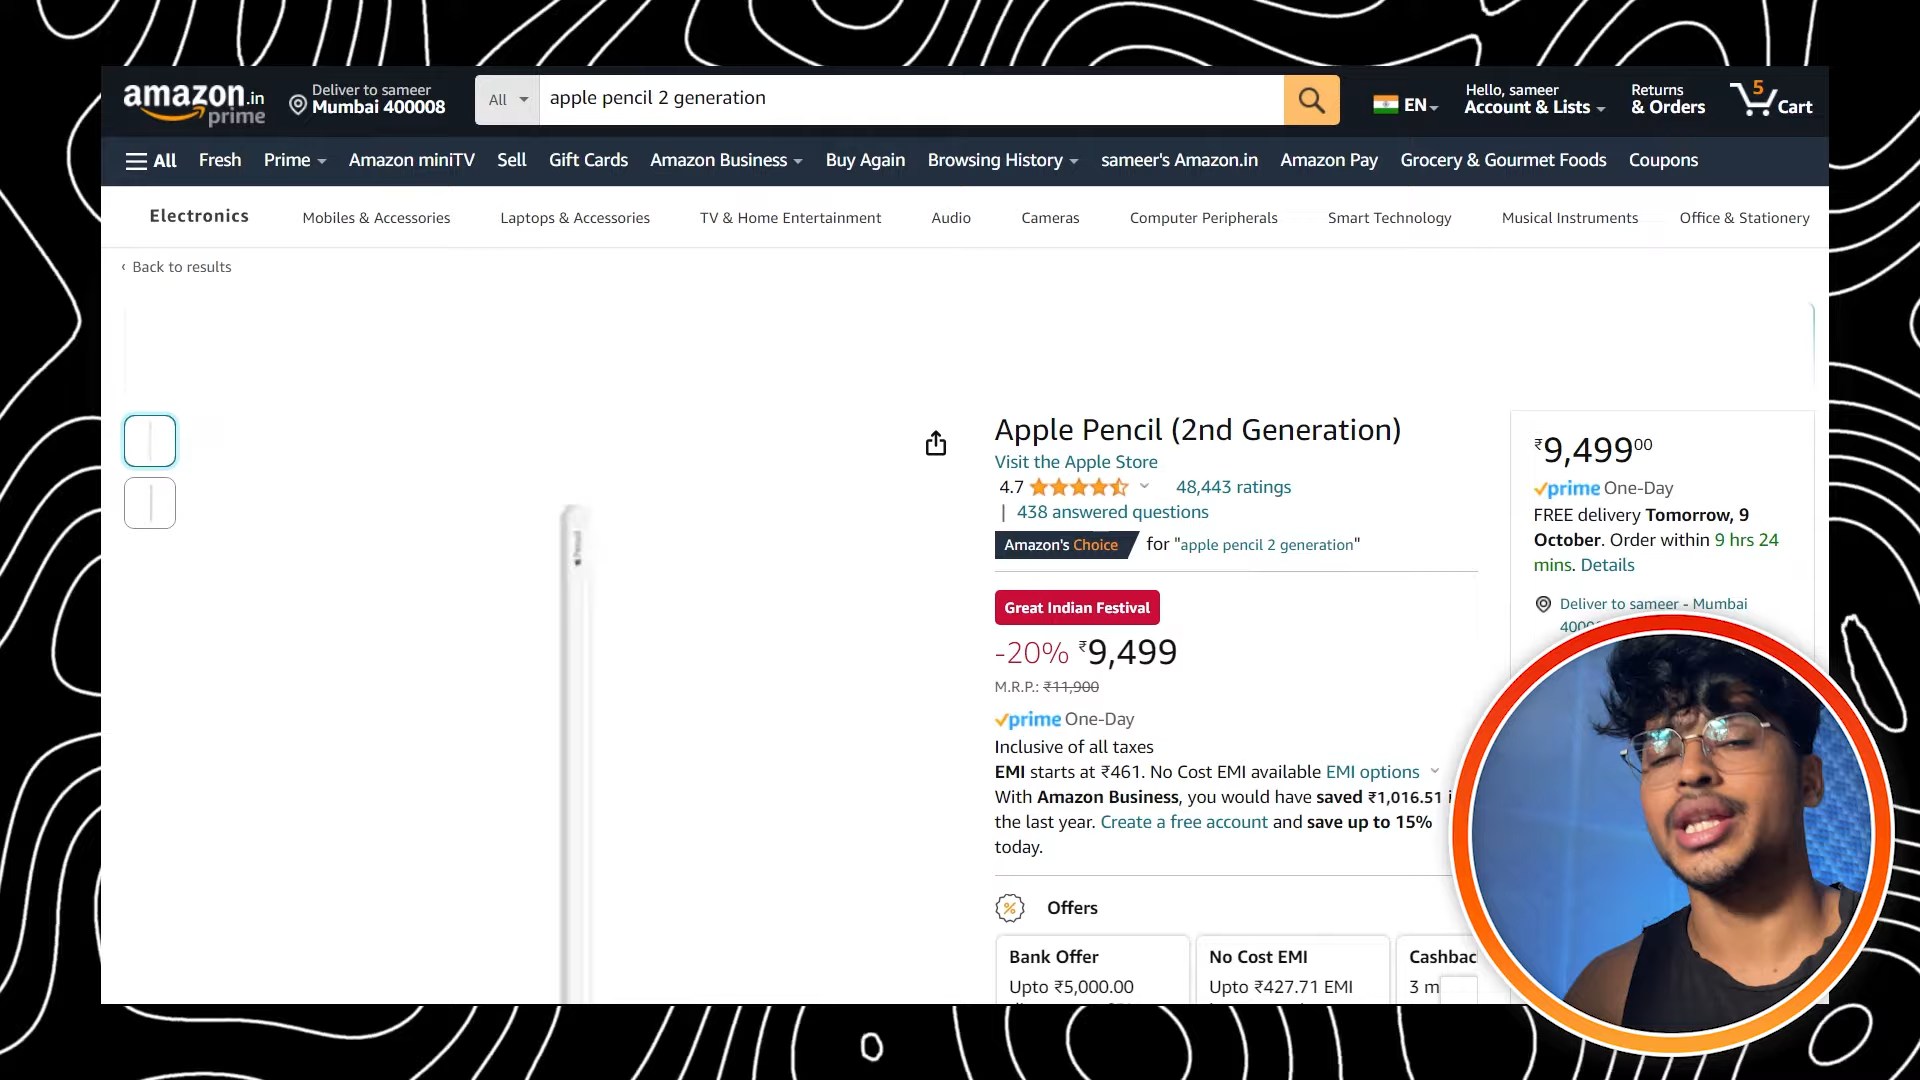 amazon.in
prime
Deliver to sameer
Mumbai 400008
All
apple pencil 2 generation
EN
Hello, sameer
Account & Lists
Returns
& Orders
5
Cart
All
Fresh
Prime
Amazon miniTV
Sell
Gift Cards
Amazon Business
Buy Again
Browsing History
sameer's Amazon.in
Amazon Pay
Grocery & Gourmet Foods
Coupons
Electronics
Mobiles & Accessories
Laptops & Accessories
TV & Home Entertainment
Audio
Cameras
Computer Peripherals
Smart Technology
Musical Instruments
Office & Stationery
‹ Back to results
Apple Pencil (2nd Generation)
Visit the Apple Store
4.7
48,443 ratings
| 438 answered questions
Amazon's Choice for "apple pencil 2 generation"
Great Indian Festival
-20% ₹9,499
M.R.P.: ₹11,900
prime One-Day
Inclusive of all taxes
EMI starts at ₹461. No Cost EMI available EMI options
With Amazon Business, you would have saved ₹1,016.51
the last year. Create a free account and save up to 15%
today.
Offers
Bank Offer
Upto ₹5,000.00
No Cost EMI
Upto ₹427.71 EMI
Cashbac
3 m
₹9,499 00
prime One-Day
FREE delivery Tomorrow, 9
October. Order within 9 hrs 24
mins. Details
Deliver to sameer - Mumbai
Pencil